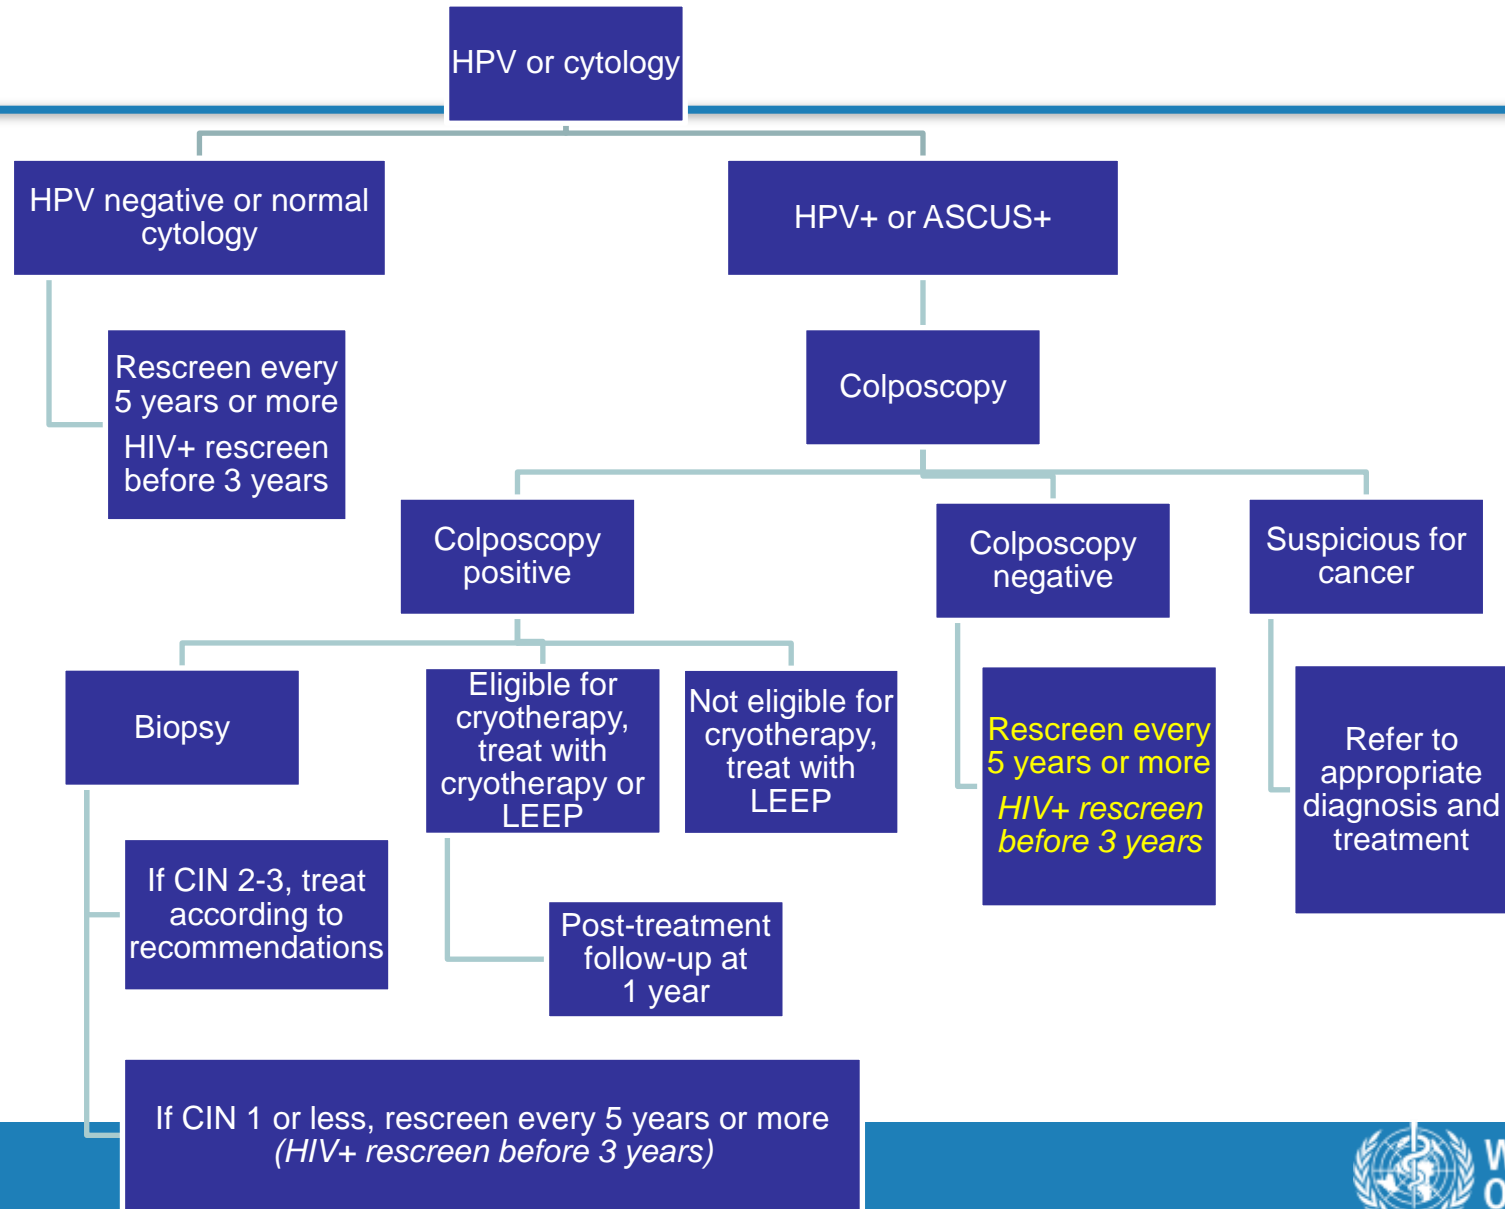 HPV or cytology
HPV negative or normal
cytology
HPV+ or ASCUS+
Rescreen every
5 years or more
HIV+ rescreen
before 3 years
Colposcopy
Colposcopy
positive
Colposcopy
negative
Suspicious for
cancer
Biopsy
Eligible for
cryotherapy,
treat with
cryotherapy or
LEEP
Not eligible for
cryotherapy,
treat with
LEEP
Rescreen every
5 years or more
HIV+ rescreen
before 3 years
Refer to
appropriate
diagnosis and
treatment
If CIN 2-3, treat
according to
recommendations
Post-treatment
follow-up at
1 year
If CIN 1 or less, rescreen every 5 years or more
(HIV+ rescreen before 3 years)